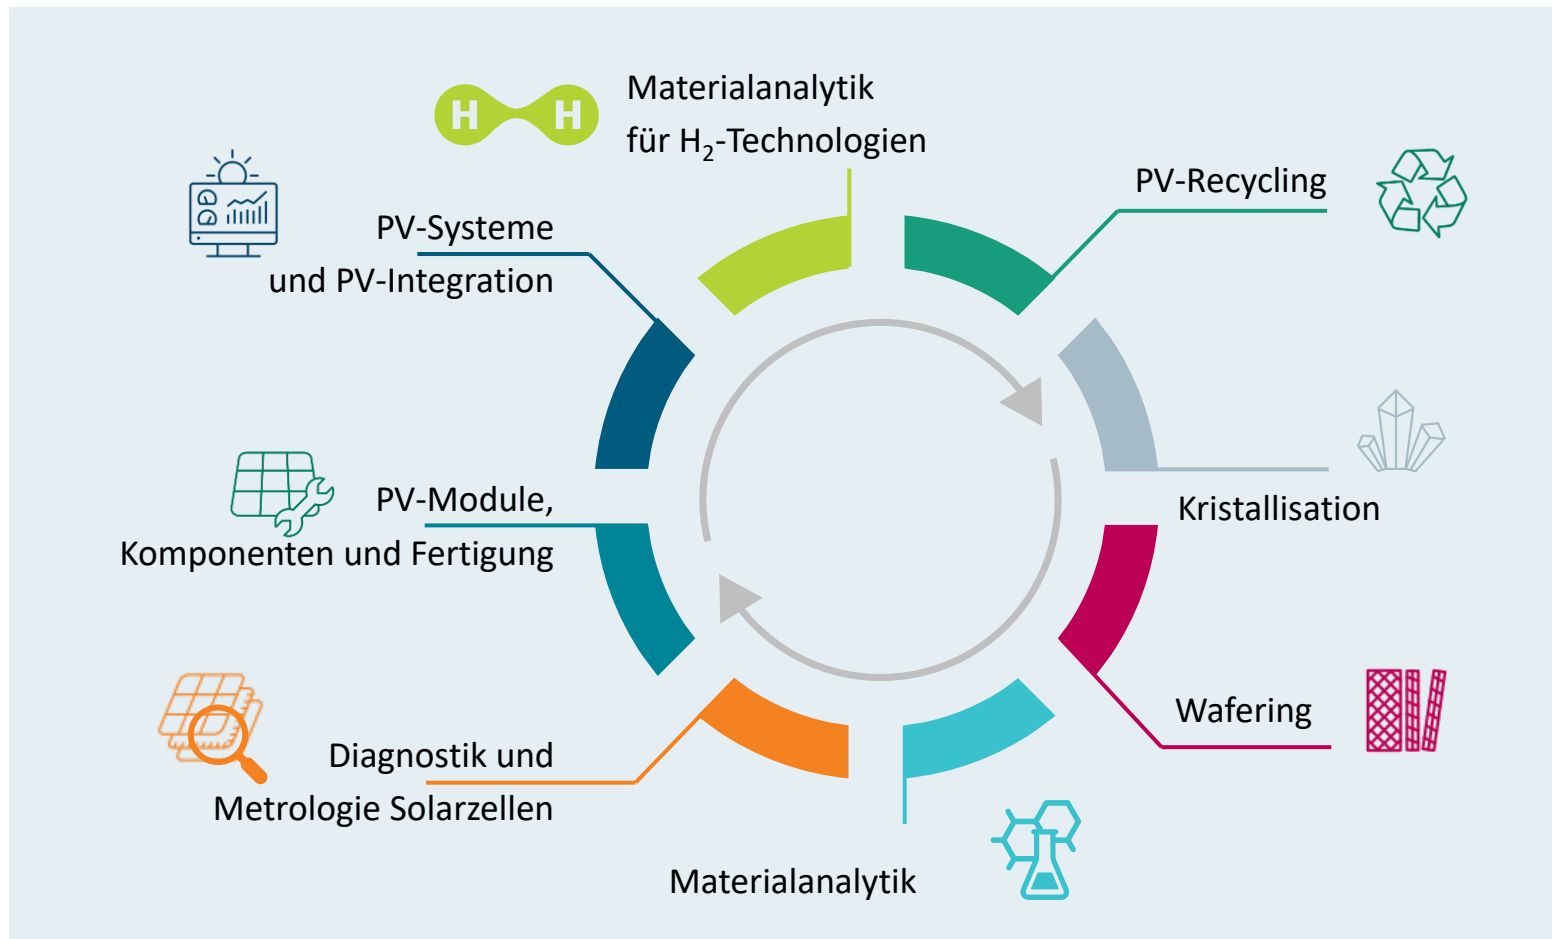 H H
Materialanalytik
für H₂-Technologien
PV-Recycling
PV-Systeme
und PV-Integration
PV-Module,
Komponenten und Fertigung
Kristallisation
Wafering
Diagnostik und
Metrologie Solarzellen
Materialanalytik